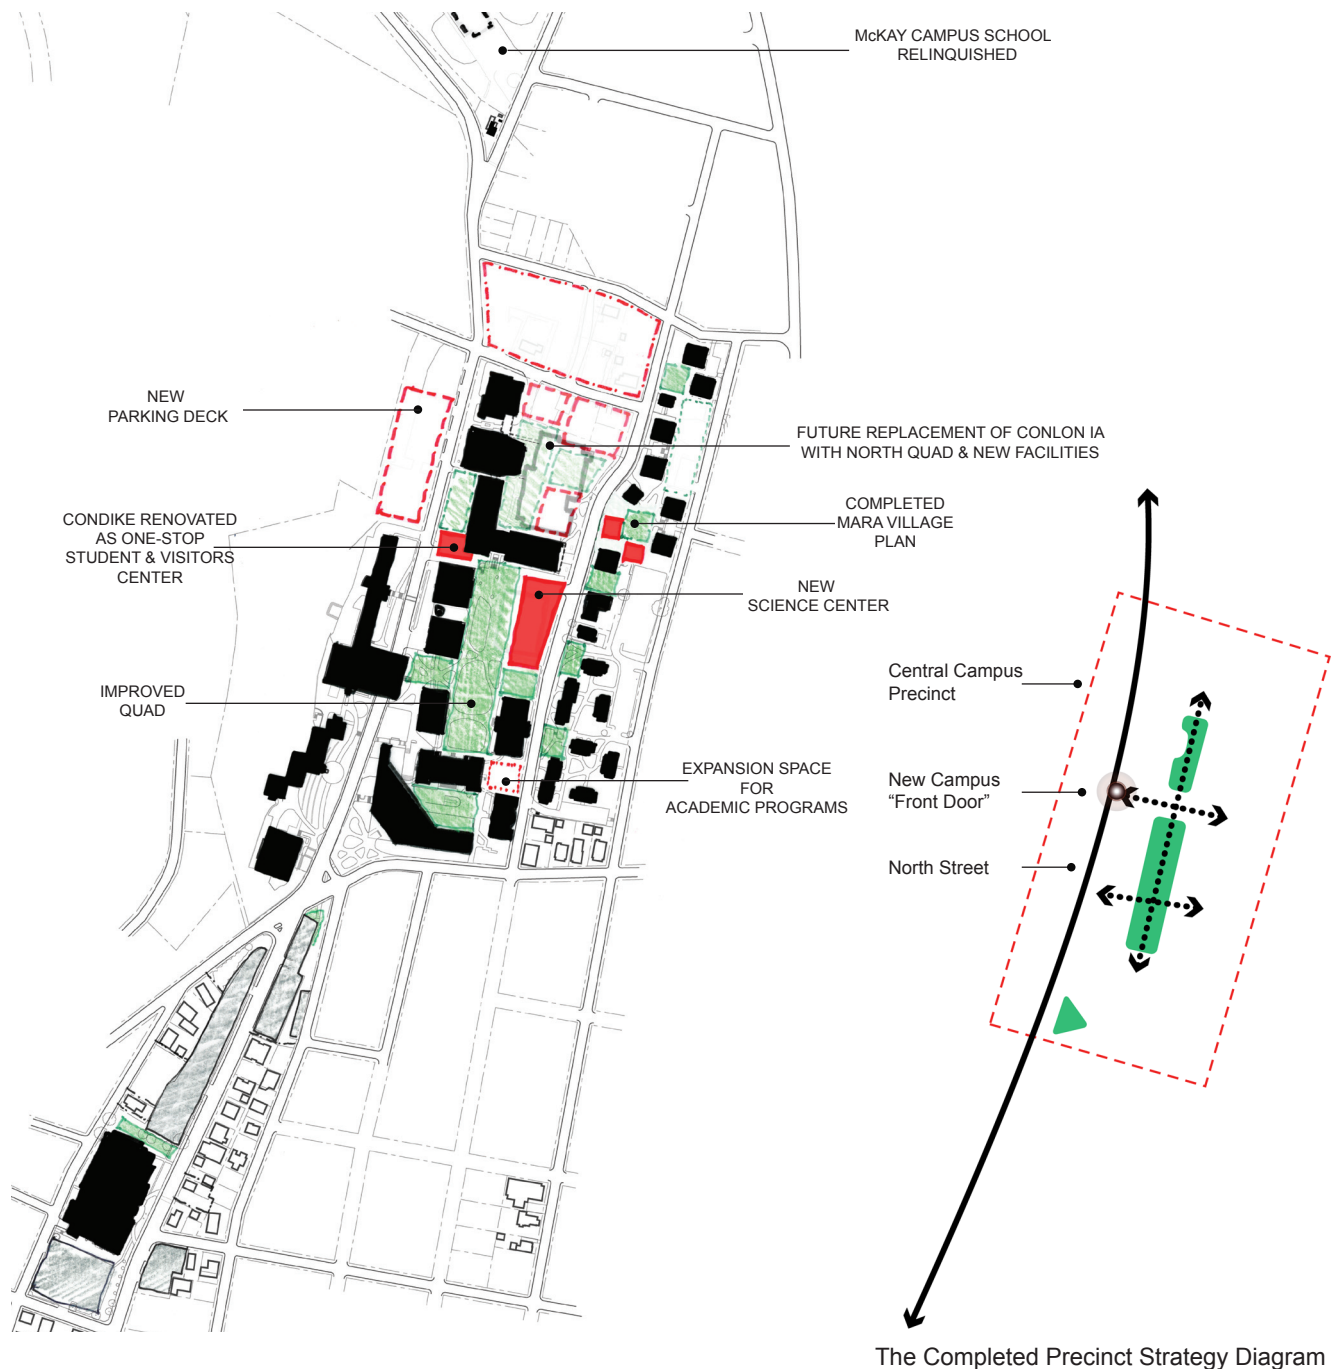 McKAY CAMPUS SCHOOL
RELINQUISHED
NEW
PARKING DECK
FUTURE REPLACEMENT OF CONLON IA
WITH NORTH QUAD & NEW FACILITIES
CONDIKE RENOVATED
AS ONE-STOP
STUDENT & VISITORS
CENTER
COMPLETED
MARA VILLAGE
PLAN
NEW
SCIENCE CENTER
IMPROVED
QUAD
EXPANSION SPACE
FOR
ACADEMIC PROGRAMS
Central Campus
Precinct
New Campus
“Front Door”
North Street
The Completed Precinct Strategy Diagram